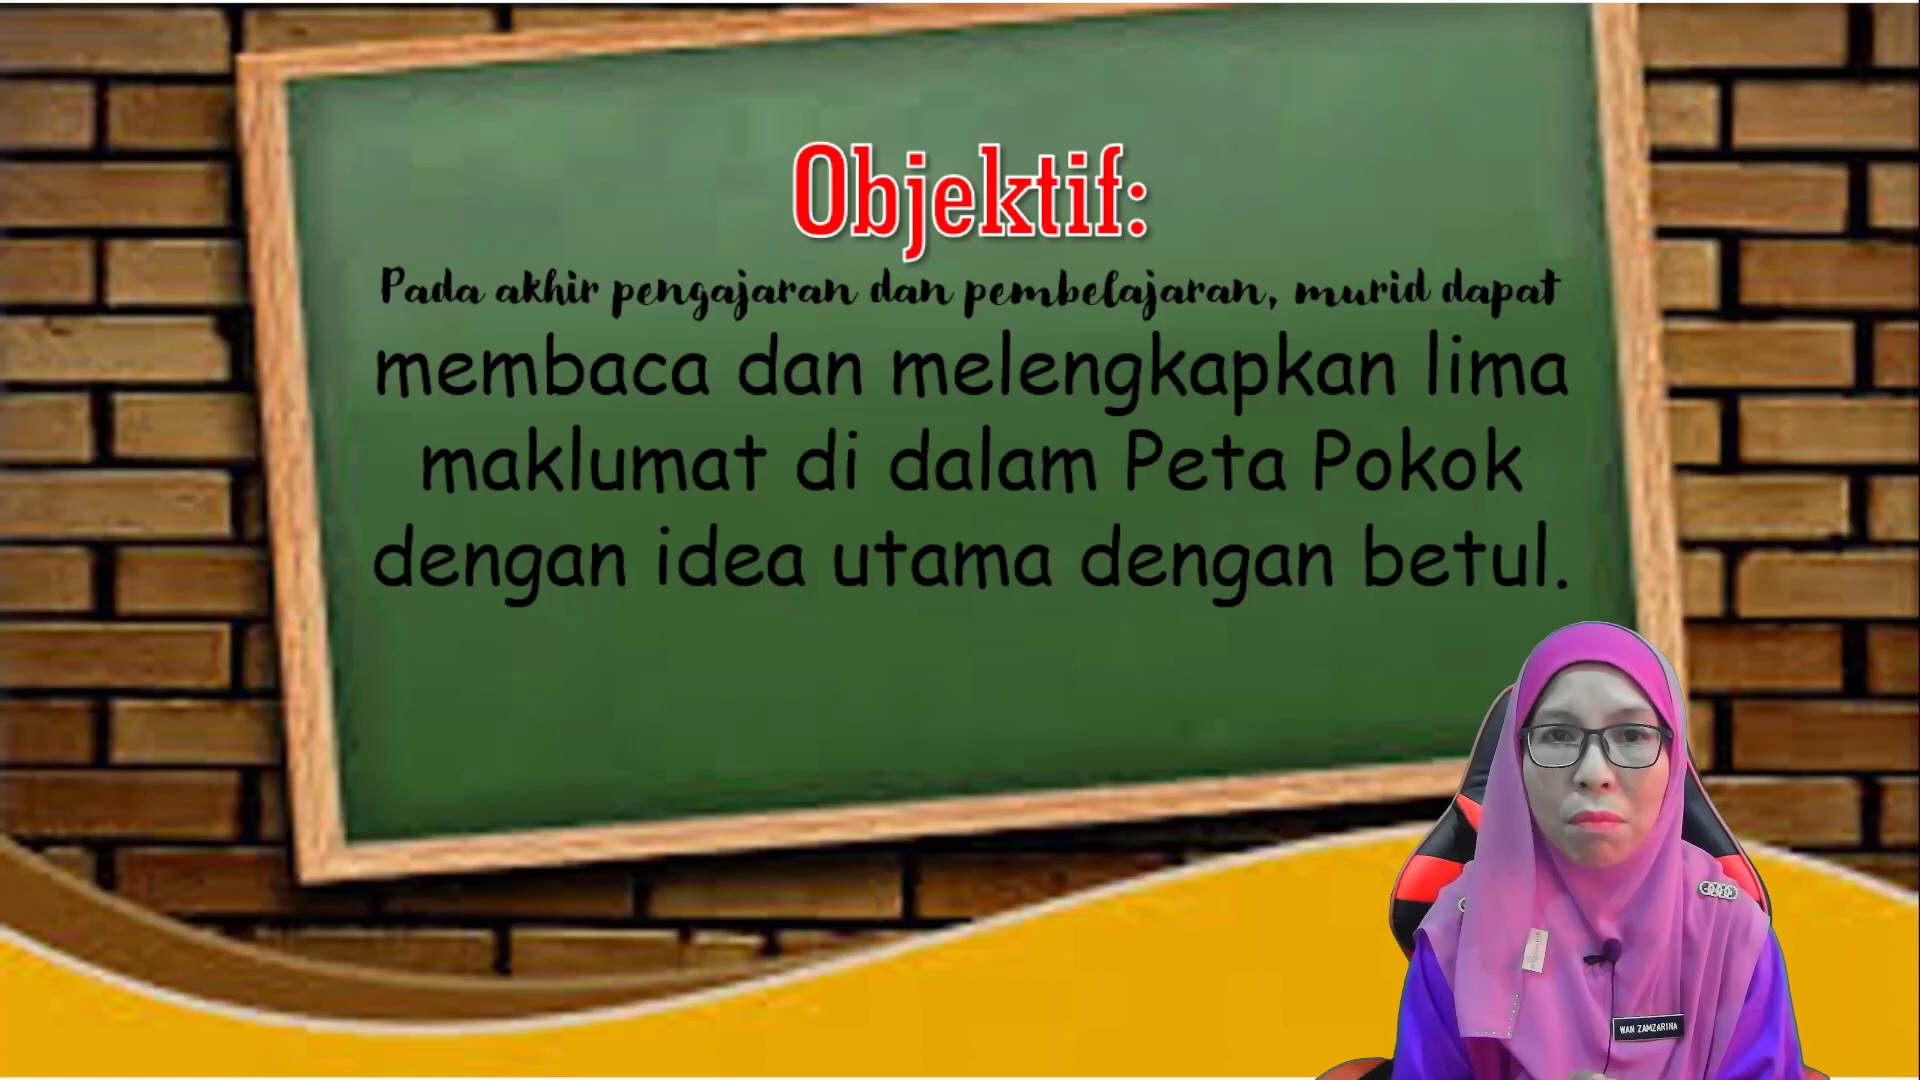 Objektif:
Pada akhir pengajaran dan pembelajaran, murid dapat
membaca dan melengkapkan lima
maklumat di dalam Peta Pokok
dengan idea utama dengan betul.
WAN ZAMZARINA